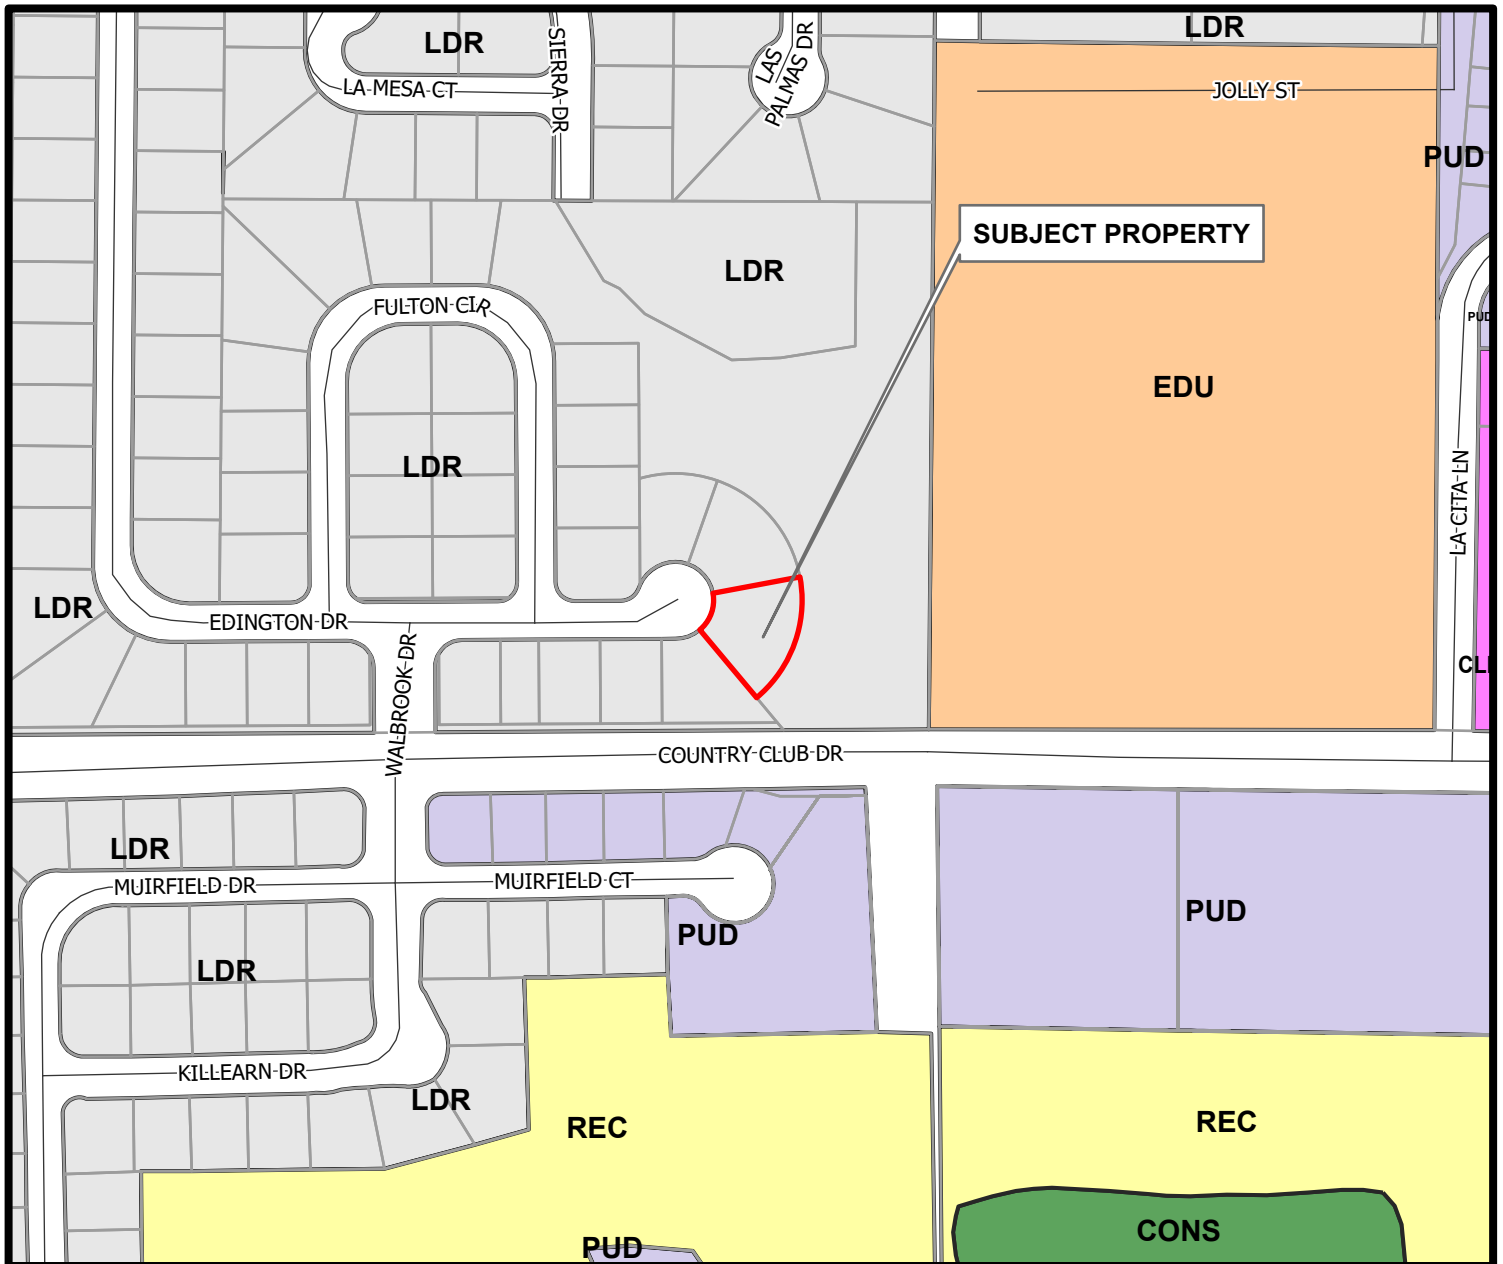 LDR
LDR
SIERRA DR
LAS
PALMAS DR
LA MESA CT
JOLLY ST
PUD
SUBJECT PROPERTY
LDR
FULTON CIR
PUD
EDU
LDR
LA CITA LN
LDR
EDINGTON DR
WALBROOK DR
COUNTRY CLUB DR
LDR
MUIRFIELD DR
MUIRFIELD CT
PUD
PUD
LDR
KILLEARN DR
LDR
REC
REC
CONS
PUD